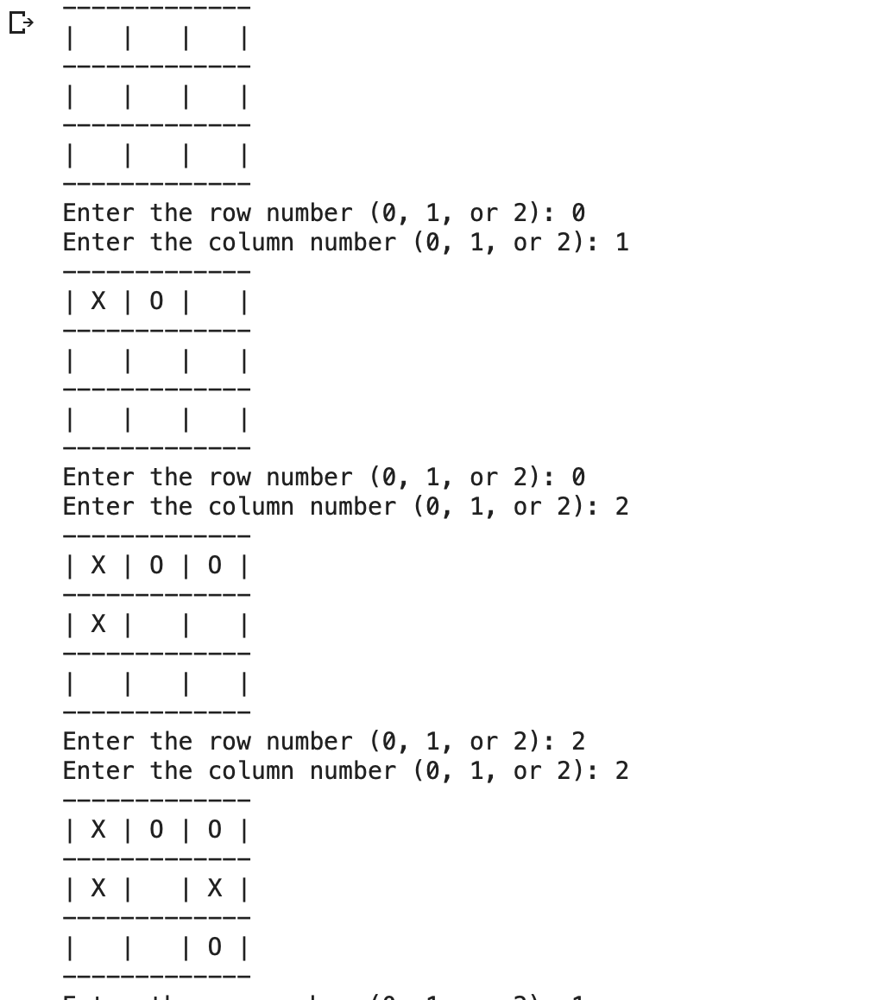 -------------
|   |   |   |
-------------
|   |   |   |
-------------
|   |   |   |
-------------
Enter the row number (0, 1, or 2): 0
Enter the column number (0, 1, or 2): 1
-------------
| X | O |   |
-------------
|   |   |   |
-------------
|   |   |   |
-------------
Enter the row number (0, 1, or 2): 0
Enter the column number (0, 1, or 2): 2
-------------
| X | O | O |
-------------
| X |   |   |
-------------
|   |   |   |
-------------
Enter the row number (0, 1, or 2): 2
Enter the column number (0, 1, or 2): 2
-------------
| X | O | O |
-------------
| X |   | X |
-------------
|   |   | O |
-------------